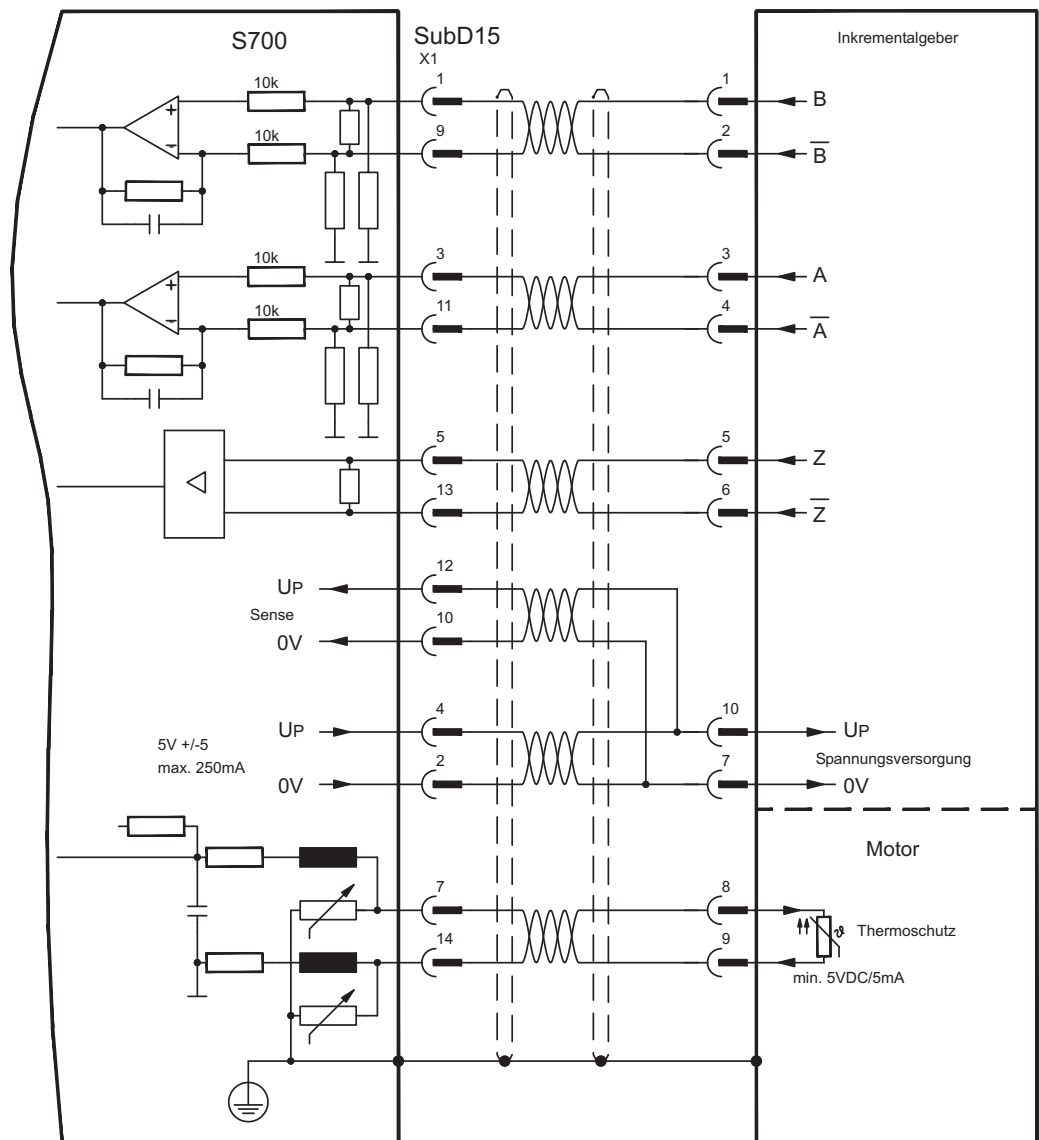 S700
SubD15
X1
Inkrementalgeber
10k
1
1
B
+
-
10k
9
2
B̅
10k
3
3
A
+
-
10k
11
4
A̅
5
5
Z
13
6
Z̅
UP
12
Sense
0V
10
UP
4
10
UP
5V +/-5
max. 250mA
Spannungsversorgung
0V
2
7
0V
Motor
7
8
ϑ Thermoschutz
14
9
min. 5VDC/5mA